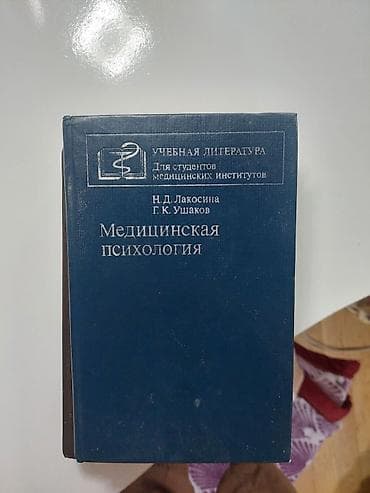 УЧЕБНАЯ ЛИТЕРАТУРА
Для студентов
медицинских институтов
Н. Д. Лакосина
Г. К. Ушаков
Медицинская
психология